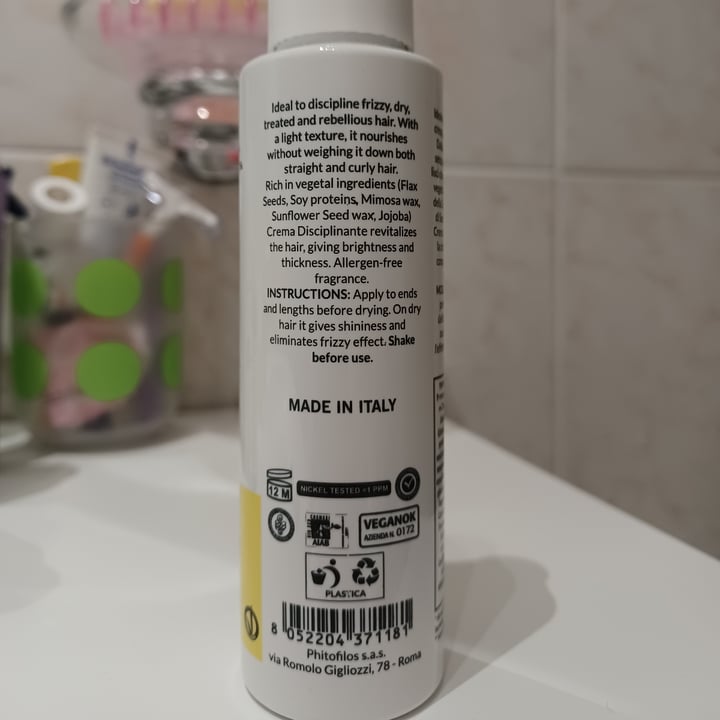 Ideal to discipline frizzy, dry,
treated and rebellious hair. With
a light texture, it nourishes
without weighing it down both
straight and curly hair.
Rich in vegetal ingredients (Flax
Seeds, Soy proteins, Mimosa wax,
Sunflower Seed wax, Jojoba)
Crema Disciplinante revitalizes
the hair, giving brightness and
thickness. Allergen-free
fragrance.
INSTRUCTIONS: Apply to ends
and lengths before drying. On dry
hair it gives shininess and
eliminates frizzy effect. Shake
before use.
MADE IN ITALY
12 M
NICKEL TESTED <1 PPM
AIAB
VEGANOK
AZIENDA N. 0172
PLASTICA
8 052204 371181
Phitofilos s.a.s.
via Romolo Gigliozzi, 78 - Roma